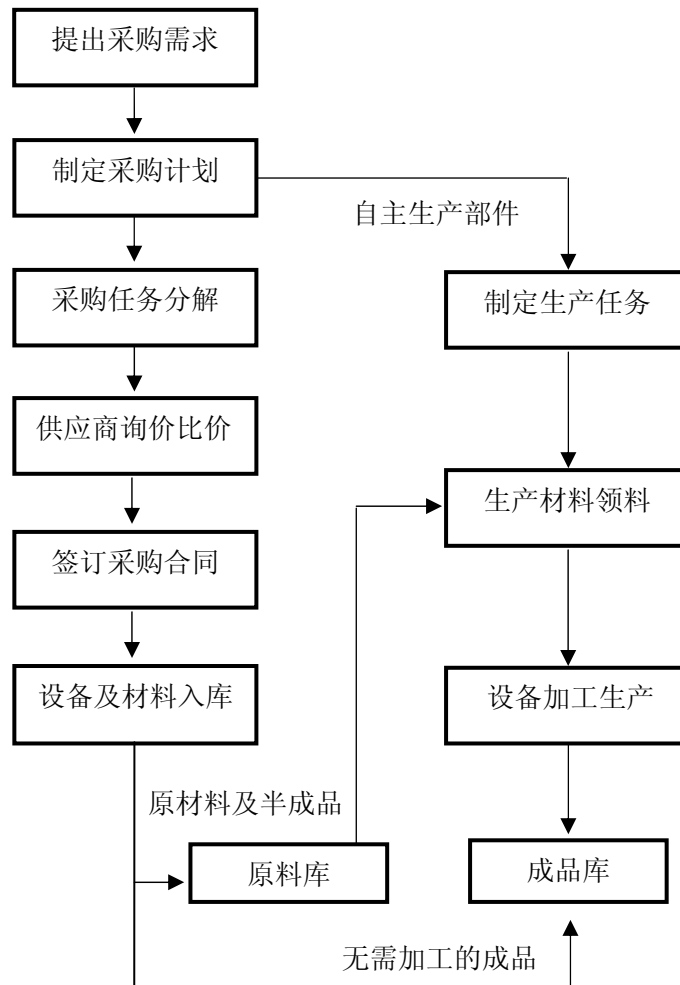 提出采购需求
制定采购计划
自主生产部件
采购任务分解
制定生产任务
供应商询价比价
生产材料领料
签订采购合同
设备及材料入库
设备加工生产
原材料及半成品
原料库
成品库
无需加工的成品